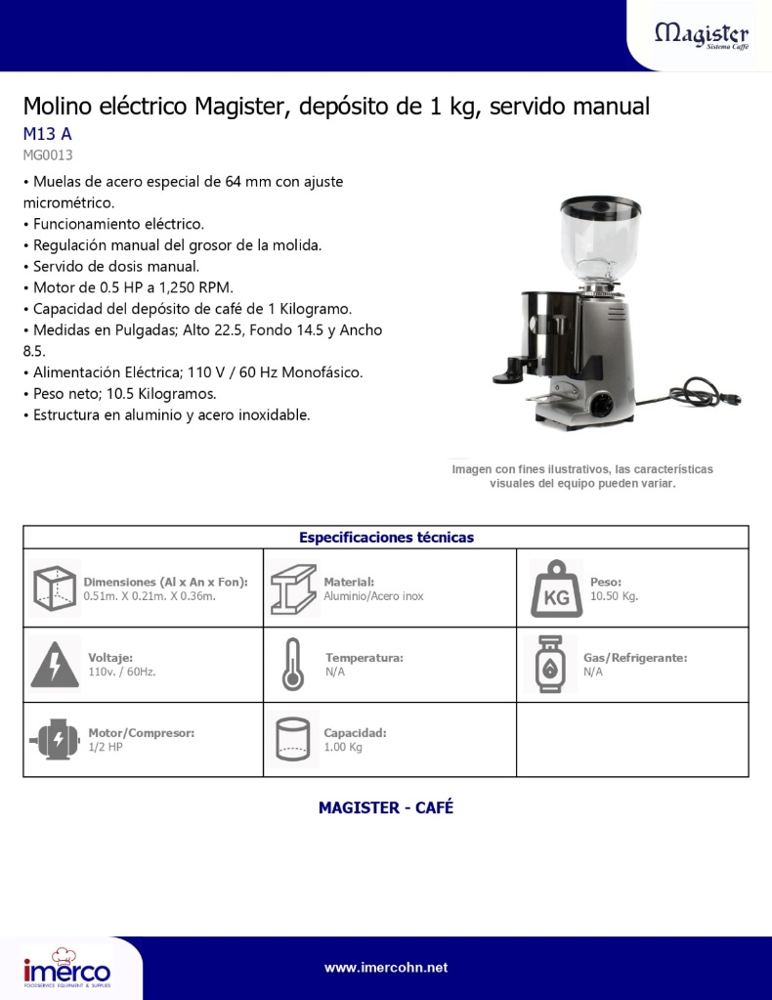 Magister
Sistema Caffè
Molino eléctrico Magister, depósito de 1 kg, servido manual
M13 A
MG0013
• Muelas de acero especial de 64 mm con ajuste
micrométrico.
• Funcionamiento eléctrico.
• Regulación manual del grosor de la molida.
• Servido de dosis manual.
• Motor de 0.5 HP a 1,250 RPM.
• Capacidad del depósito de café de 1 Kilogramo.
• Medidas en Pulgadas; Alto 22.5, Fondo 14.5 y Ancho
8.5.
• Alimentación Eléctrica; 110 V / 60 Hz Monofásico.
• Peso neto; 10.5 Kilogramos.
• Estructura en aluminio y acero inoxidable.
Imagen con fines ilustrativos, las características
visuales del equipo pueden variar.
Especificaciones técnicas
Dimensiones (Al x An x Fon):
0.51m. X 0.21m. X 0.36m.
Material:
Aluminio/Acero inox
KG
Peso:
10.50 Kg.
Voltaje:
110v. / 60Hz.
Temperatura:
N/A
Gas/Refrigerante:
N/A
Motor/Compresor:
1/2 HP
Capacidad:
1.00 Kg
MAGISTER - CAFÉ
imerco
FOODSERVICE EQUIPMENT & SUPPLIES
www.imercohn.net